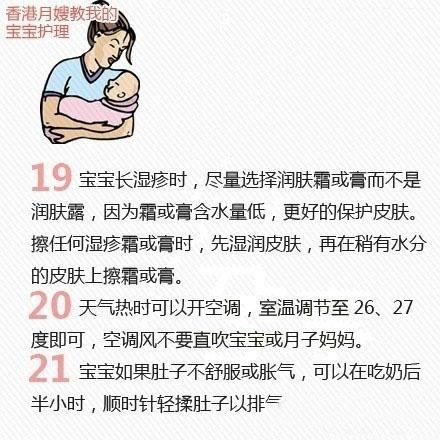 香港月嫂教我的
宝宝护理
19 宝宝长湿疹时，尽量选择润肤霜或膏而不是
润肤露，因为霜或膏含水量低，更好的保护皮肤。
擦任何湿疹霜或膏时，先湿润皮肤，再在稍有水分
的皮肤上擦霜或膏。
20 天气热时可以开空调，室温调节至 26、27
度即可，空调风不要直吹宝宝或月子妈妈。
21 宝宝如果肚子不舒服或胀气，可以在吃奶后
半小时，顺时针轻揉肚子以排气